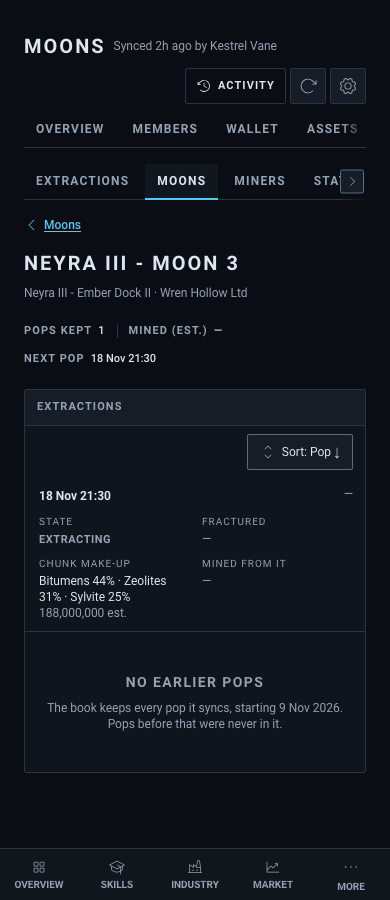 MOONS Synced 2h ago by Kestrel Vane
ACTIVITY
OVERVIEW MEMBERS WALLET ASSETS
EXTRACTIONS MOONS MINERS STA
Moons
NEYRA III - MOON 3
Neyra III - Ember Dock II · Wren Hollow Ltd
POPS KEPT 1 MINED (EST.) —
NEXT POP 18 Nov 21:30
EXTRACTIONS
Sort: Pop ↓
18 Nov 21:30 —
STATE FRACTURED
EXTRACTING —
CHUNK MAKE-UP MINED FROM IT
Bitumens 44% · Zeolites —
31% · Sylvite 25%
188,000,000 est.
NO EARLIER POPS
The book keeps every pop it syncs, starting 9 Nov 2026.
Pops before that were never in it.
OVERVIEW SKILLS INDUSTRY MARKET MORE